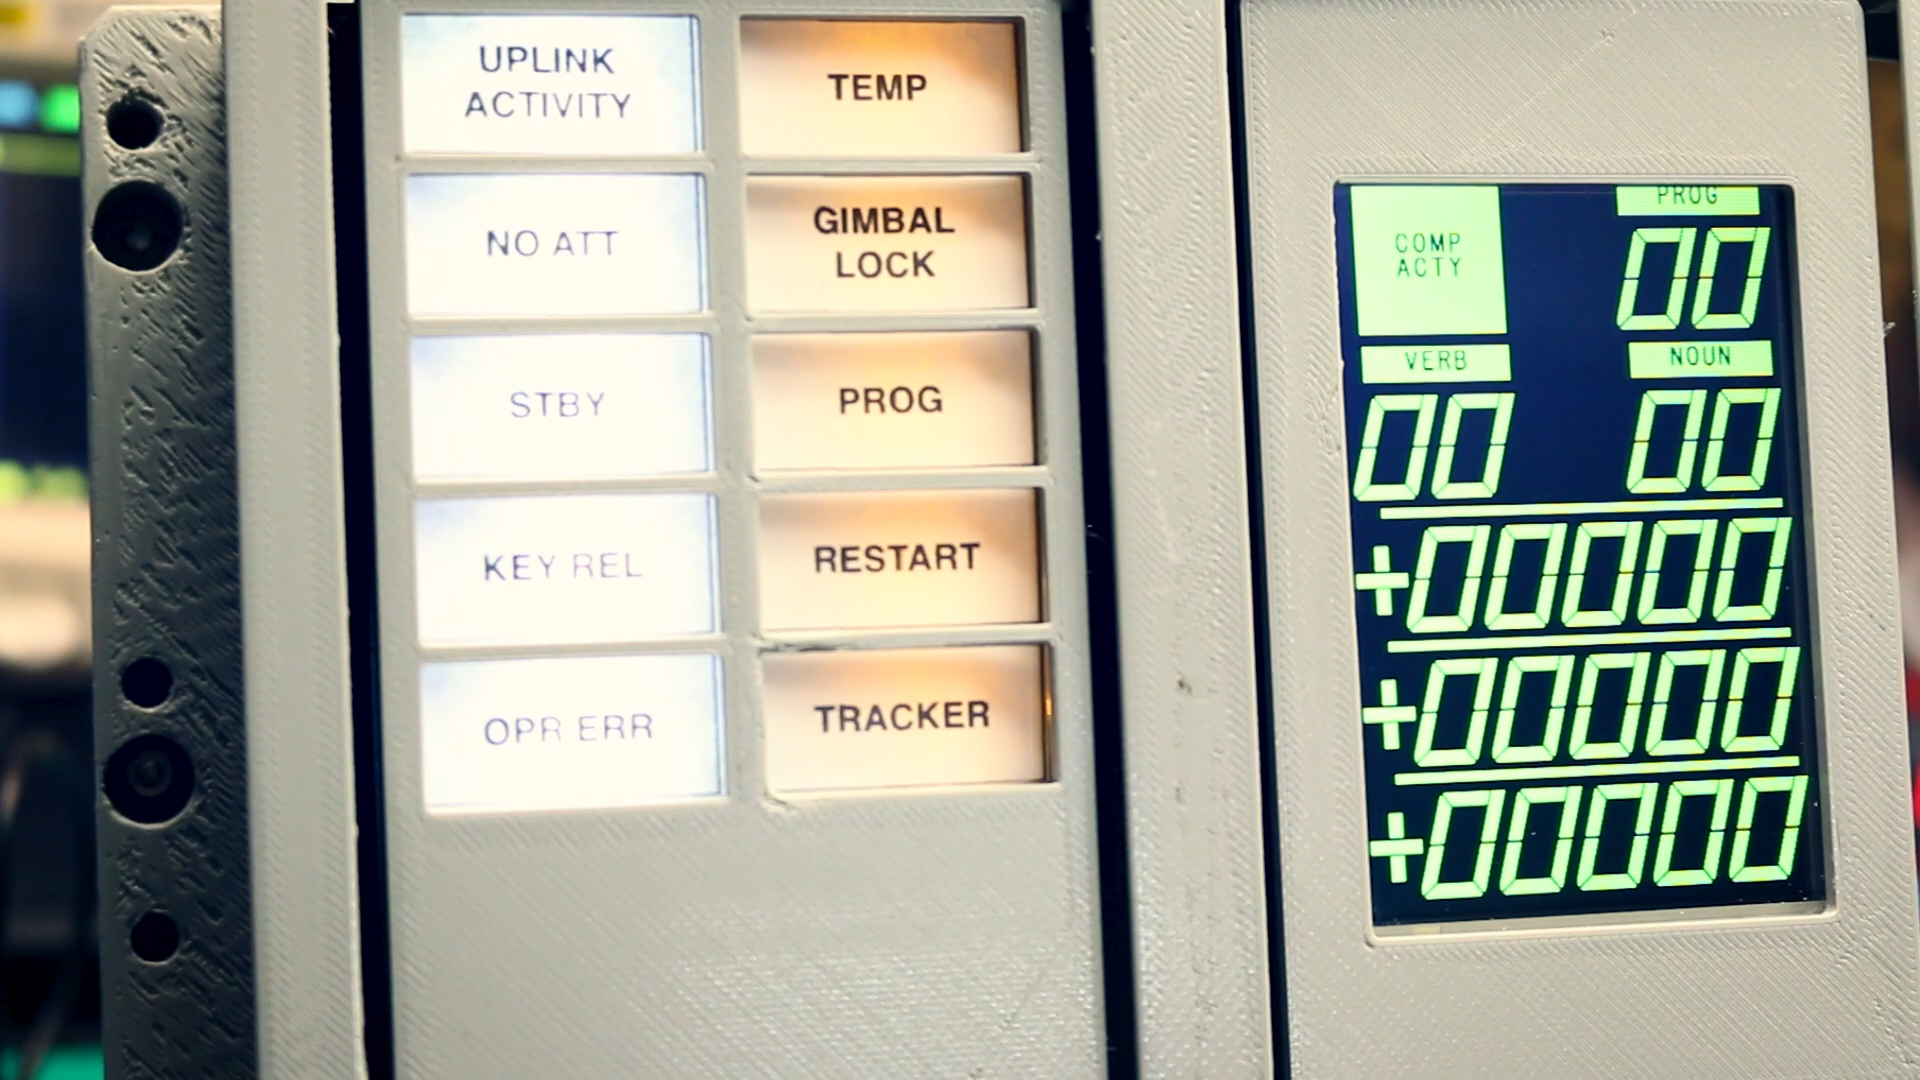 UPLINK
ACTIVITY
TEMP
NO ATT
GIMBAL
LOCK
STBY
PROG
KEY REL
RESTART
OPR ERR
TRACKER
COMP
ACTY
PROG
00
VERB
NOUN
00 00
+00000
+00000
+00000